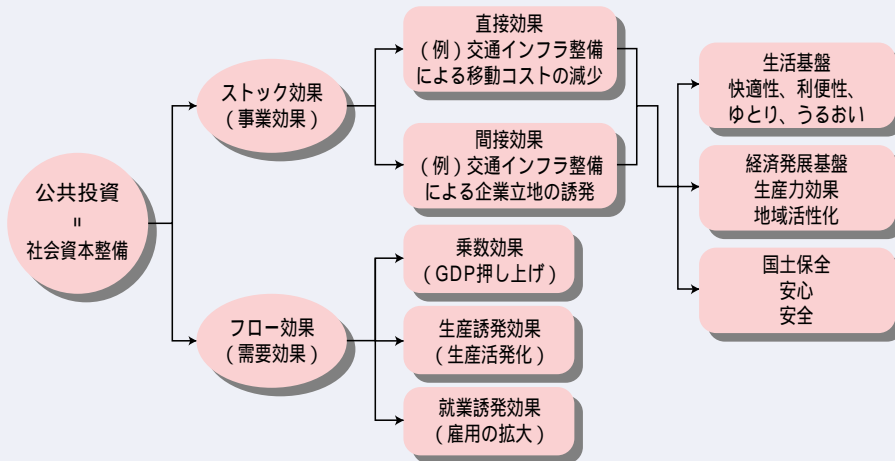 公共投資
=
社会資本整備
ストック効果
(事業効果)
フロー効果
(需要効果)
直接効果
(例)交通インフラ整備
による移動コストの減少
間接効果
(例)交通インフラ整備
による企業立地の誘発
乗数効果
(GDP押し上げ)
生産誘発効果
(生産活発化)
就業誘発効果
(雇用の拡大)
生活基盤
快適性、利便性、
ゆとり、うるおい
経済発展基盤
生産力効果
地域活性化
国土保全
安心
安全